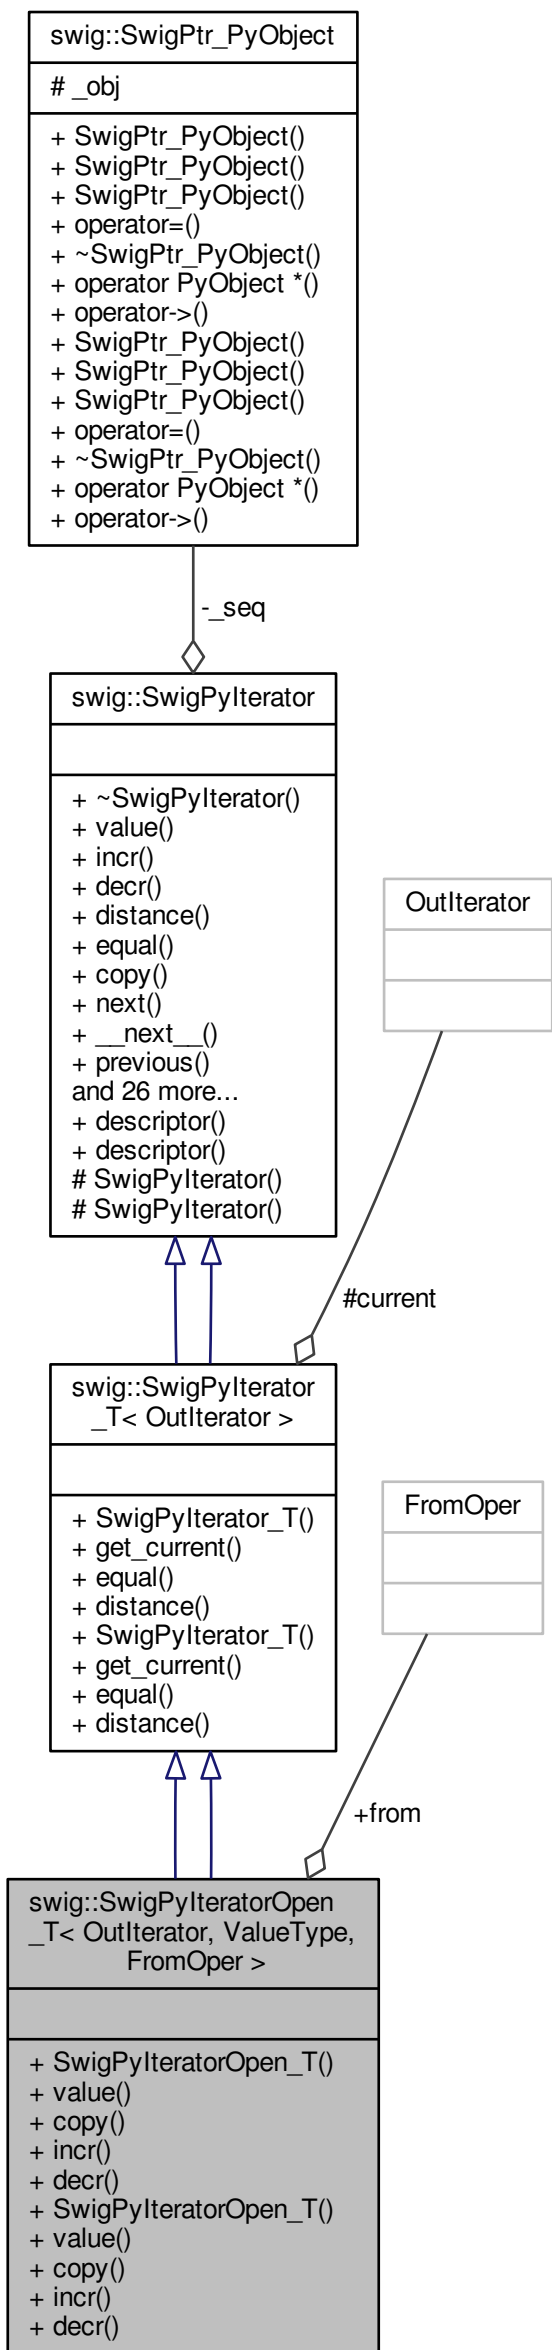 swig::SwigPtr_PyObject
# _obj
+ SwigPtr_PyObject()
+ SwigPtr_PyObject()
+ SwigPtr_PyObject()
+ operator=()
+ ~SwigPtr_PyObject()
+ operator PyObject *()
+ operator->()
+ SwigPtr_PyObject()
+ SwigPtr_PyObject()
+ SwigPtr_PyObject()
+ operator=()
+ ~SwigPtr_PyObject()
+ operator PyObject *()
+ operator->()
-_seq
swig::SwigPyIterator
+ ~SwigPyIterator()
+ value()
+ incr()
+ decr()
+ distance()
+ equal()
+ copy()
+ next()
+ __next__()
+ previous()
and 26 more...
+ descriptor()
+ descriptor()
# SwigPyIterator()
# SwigPyIterator()
OutIterator
#current
swig::SwigPyIterator
_T< OutIterator >
+ SwigPyIterator_T()
+ get_current()
+ equal()
+ distance()
+ SwigPyIterator_T()
+ get_current()
+ equal()
+ distance()
FromOper
+from
swig::SwigPyIteratorOpen
_T< OutIterator, ValueType,
FromOper >
+ SwigPyIteratorOpen_T()
+ value()
+ copy()
+ incr()
+ decr()
+ SwigPyIteratorOpen_T()
+ value()
+ copy()
+ incr()
+ decr()